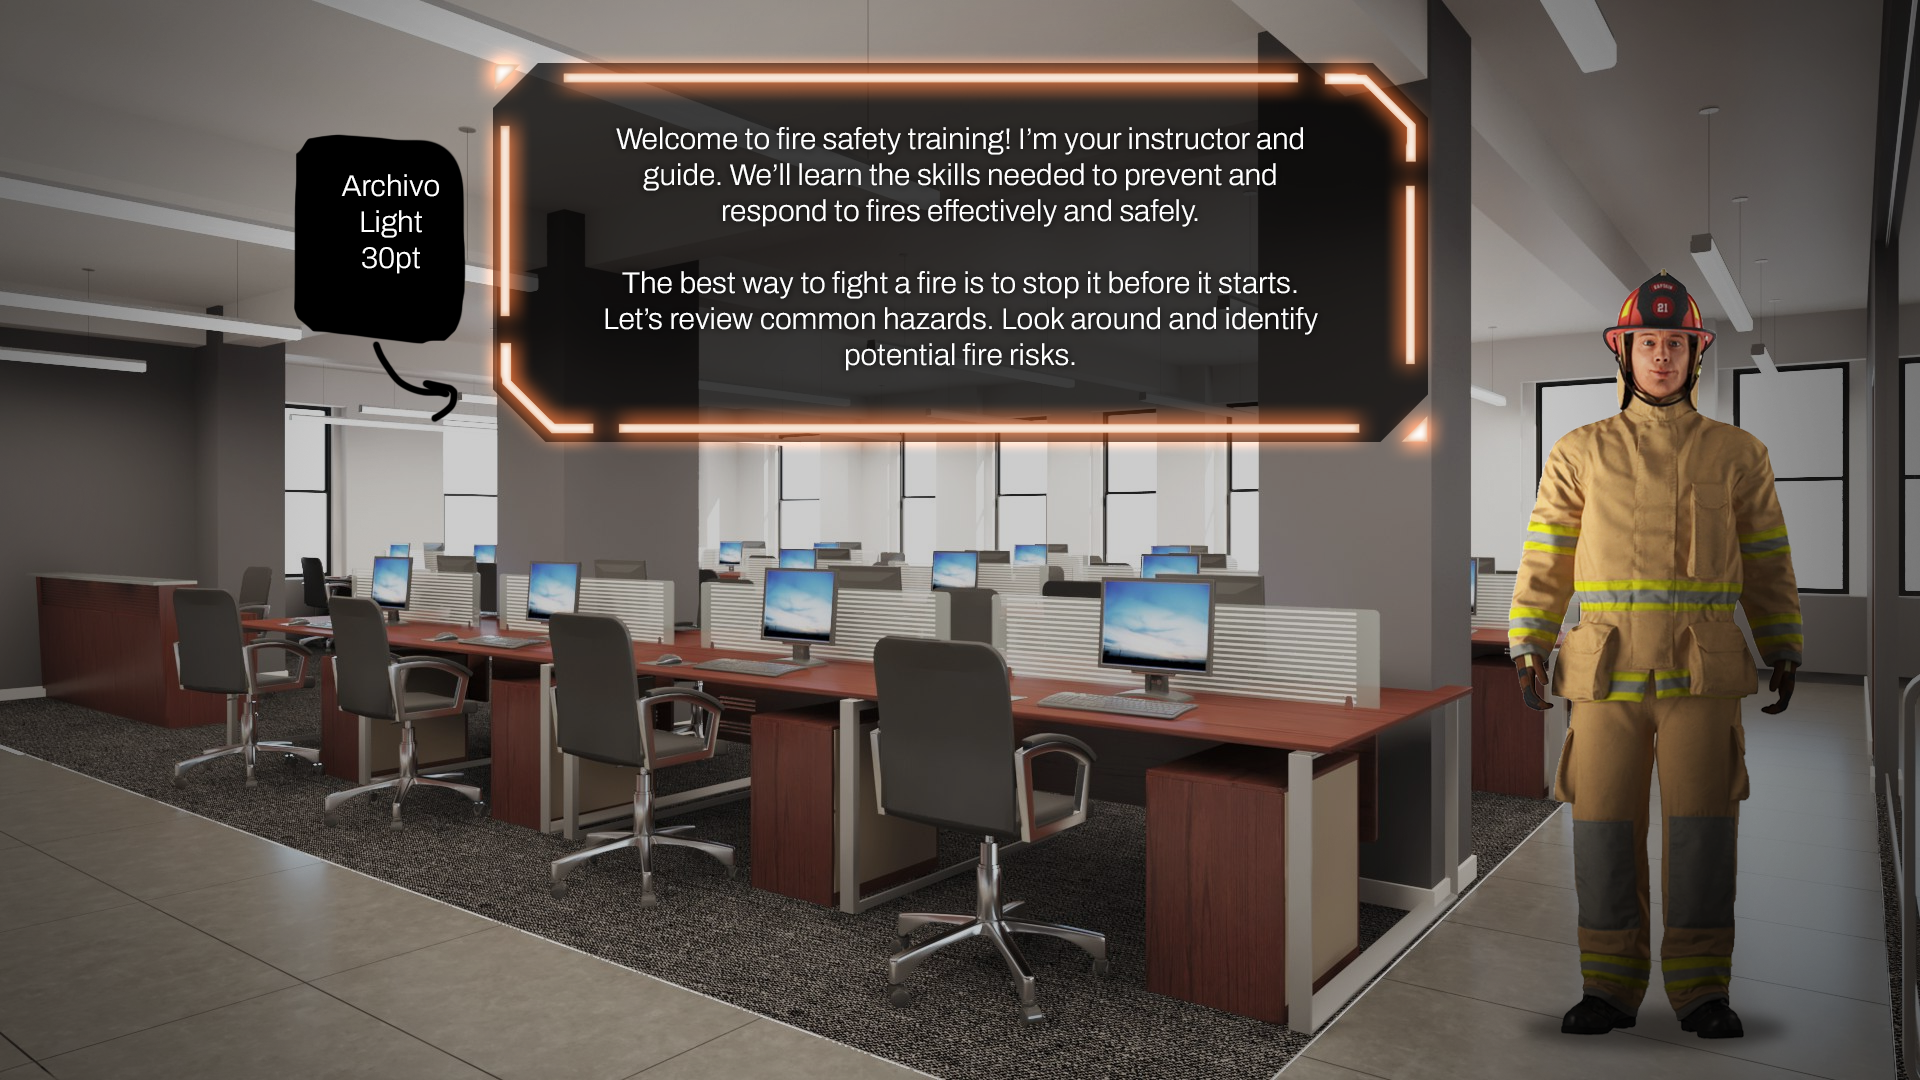 Archivo
Light
30pt
Welcome to fire safety training! I’m your instructor and
guide. We’ll learn the skills needed to prevent and
respond to fires effectively and safely.
The best way to fight a fire is to stop it before it starts.
Let’s review common hazards. Look around and identify
potential fire risks.
CAPTAIN
21